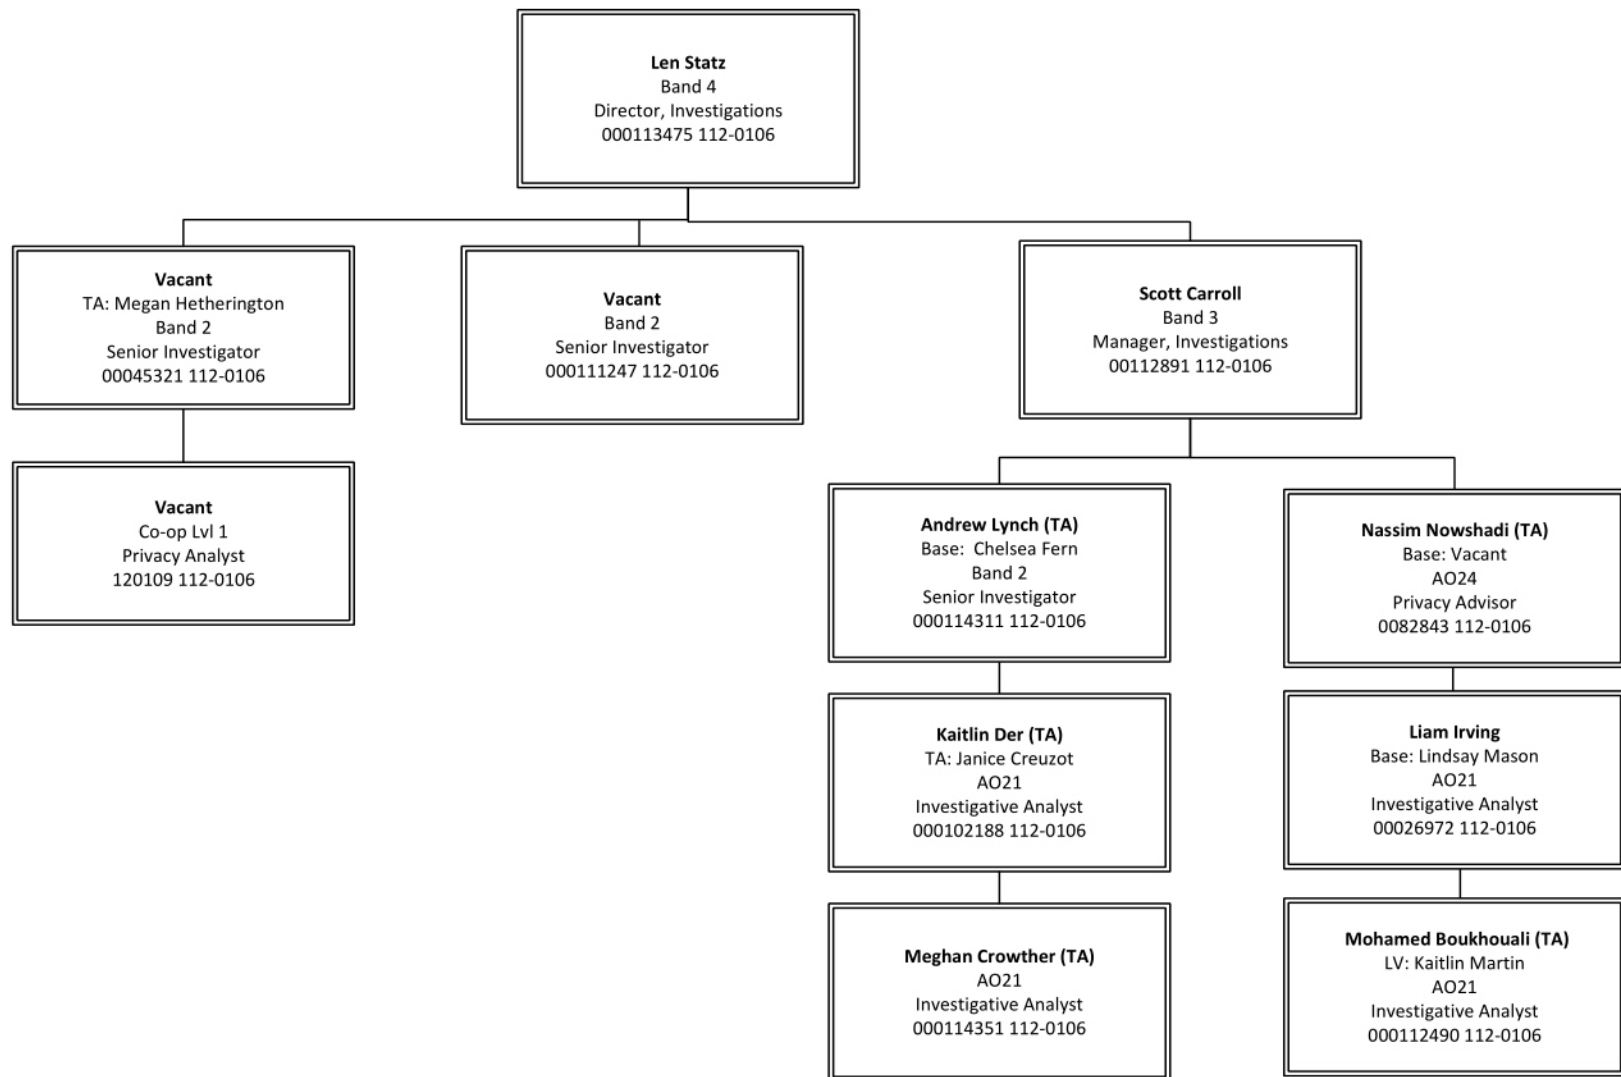 Len Statz
Band 4
Director, Investigations
000113475 112-0106
Vacant
TA: Megan Hetherington
Band 2
Senior Investigator
00045321 112-0106
Vacant
Band 2
Senior Investigator
000111247 112-0106
Scott Carroll
Band 3
Manager, Investigations
00112891 112-0106
Vacant
Co-op Lvl 1
Privacy Analyst
120109 112-0106
Andrew Lynch (TA)
Base:  Chelsea Fern
Band 2
Senior Investigator
000114311 112-0106
Nassim Nowshadi (TA)
Base: Vacant
AO24
Privacy Advisor
0082843 112-0106
Kaitlin Der (TA)
TA: Janice Creuzot
AO21
Investigative Analyst
000102188 112-0106
Liam Irving
Base: Lindsay Mason
AO21
Investigative Analyst
00026972 112-0106
Meghan Crowther (TA)
AO21
Investigative Analyst
000114351 112-0106
Mohamed Boukhouali (TA)
LV: Kaitlin Martin
AO21
Investigative Analyst
000112490 112-0106